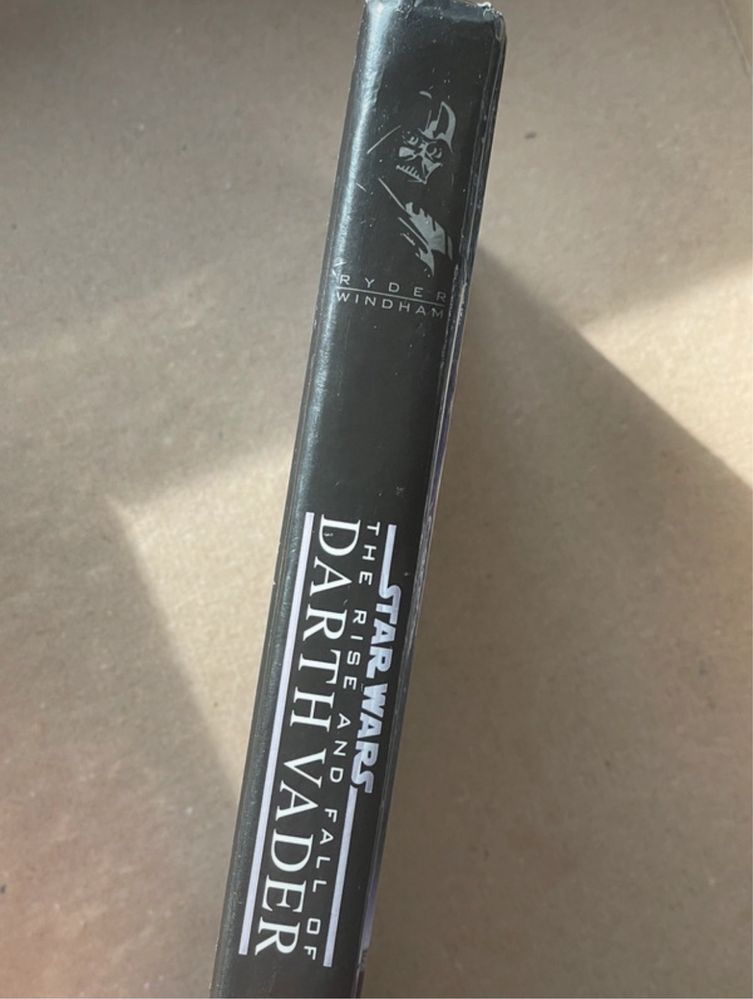 RYDER
WINDHAM
STAR WARS
THE RISE AND FALL OF
DARTH VADER